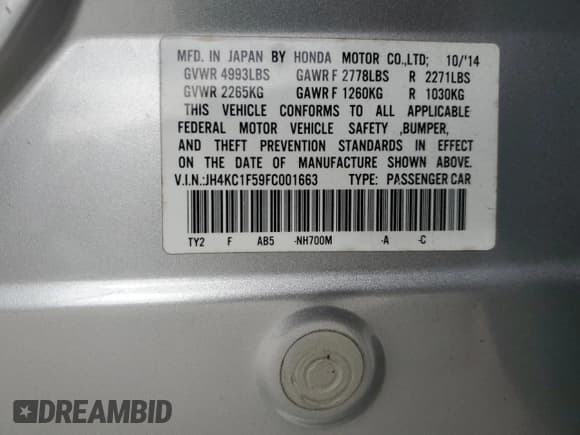 MFD. IN JAPAN BY HONDA MOTOR CO.,LTD; 10/'14
GVWR 4993LBS GAWR F 2778LBS R 2271LBS
GVWR 2265KG GAWR F 1260KG R 1030KG
THIS VEHICLE CONFORMS TO ALL APPLICABLE
FEDERAL MOTOR VEHICLE SAFETY ,BUMPER,
AND THEFT PREVENTION STANDARDS IN EFFECT
ON THE DATE OF MANUFACTURE SHOWN ABOVE.
V.I.N.:JH4KC1F59FC001663 TYPE: PASSENGER CAR
TY2 F AB5 -NH700M -A -C
DREAMBID